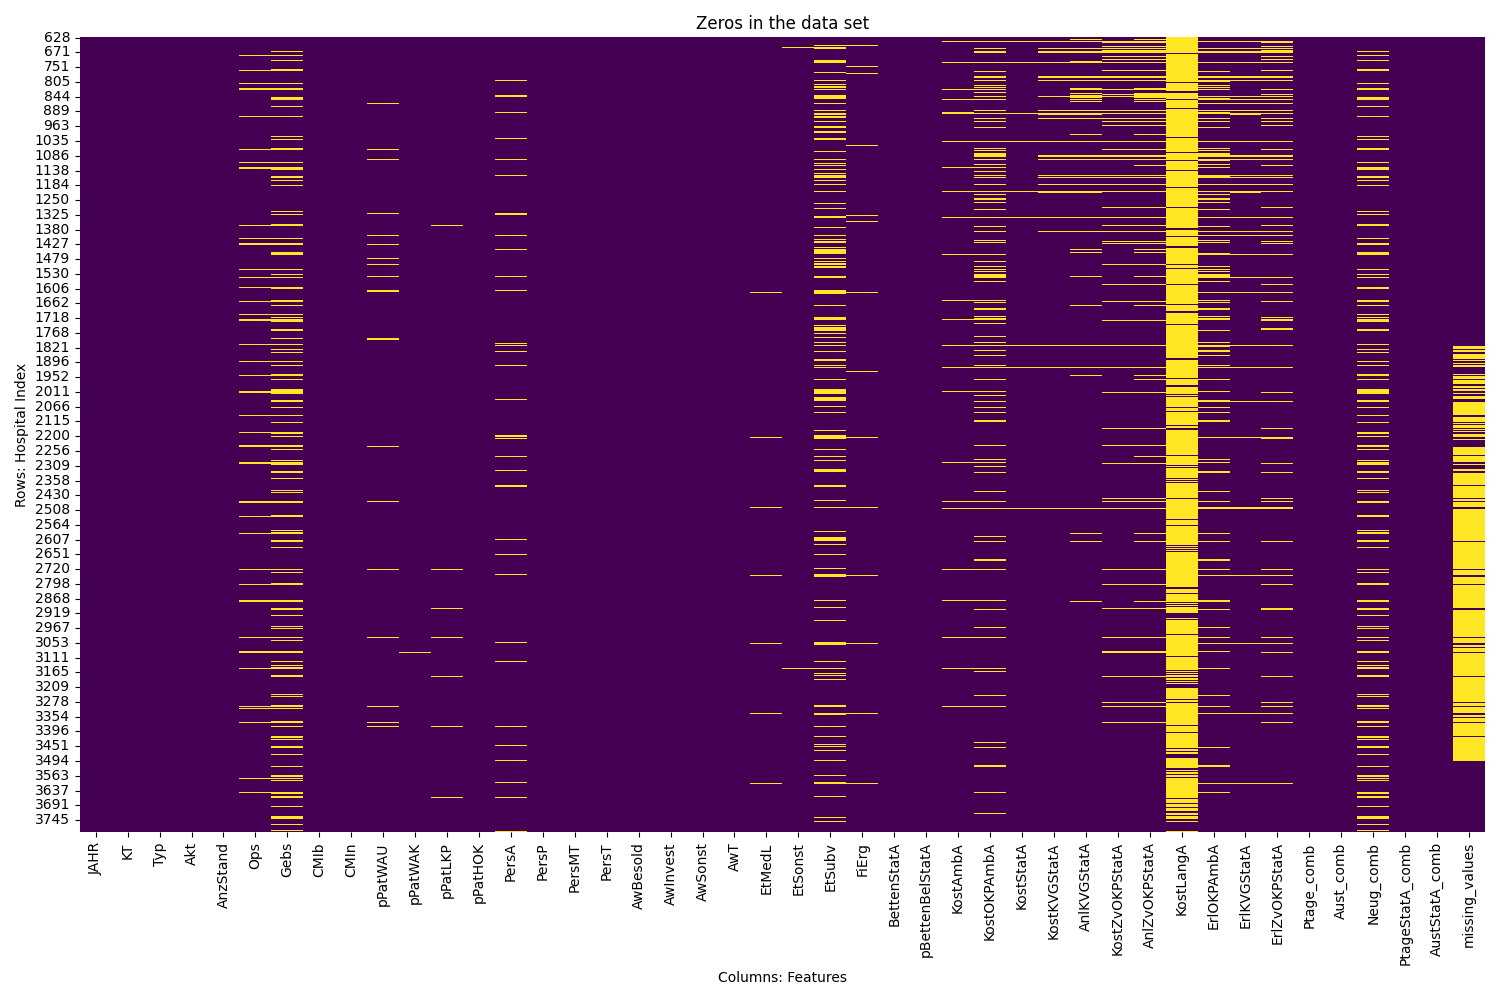 Zeros in the data set
Rows: Hospital Index
628
671
751
805
844
889
963
1035
1086
1138
1184
1250
1325
1380
1427
1479
1530
1606
1662
1718
1768
1821
1896
1952
2011
2066
2115
2200
2256
2309
2358
2430
2508
2564
2607
2651
2720
2798
2868
2919
2967
3053
3111
3165
3209
3278
3354
3396
3451
3494
3563
3637
3691
3745
JAHR
KT
Typ
Akt
AnzStand
Ops
Gebs
CMIb
CMIn
pPatWAU
pPatWAK
pPatLKP
pPatHOK
PersA
PersP
PersMT
PersT
AwBesold
AwInvest
AwSonst
AwT
EtMedL
EtSonst
EtSubv
FiErg
BettenStatA
pBettenBelStatA
KostAmbA
KostOKPAmbA
KostStatA
KostKVGStatA
AnlKVGStatA
KostZvOKPStatA
AnlZvOKPStatA
KostLangA
ErlOKPAmbA
ErlKVGStatA
ErlZvOKPStatA
Ptage_comb
Aust_comb
Neug_comb
PtageStatA_comb
AustStatA_comb
missing_values
Columns: Features